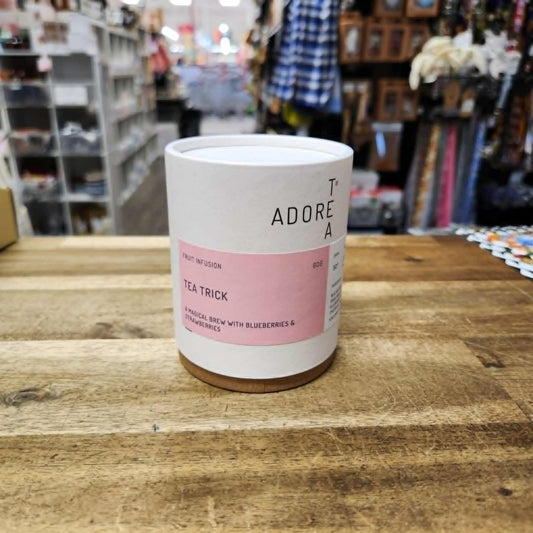 T®
ADORE
A
FRUIT INFUSION
80G
TEA TRICK
A MAGICAL BREW WITH BLUEBERRIES &
STRAWBERRIES